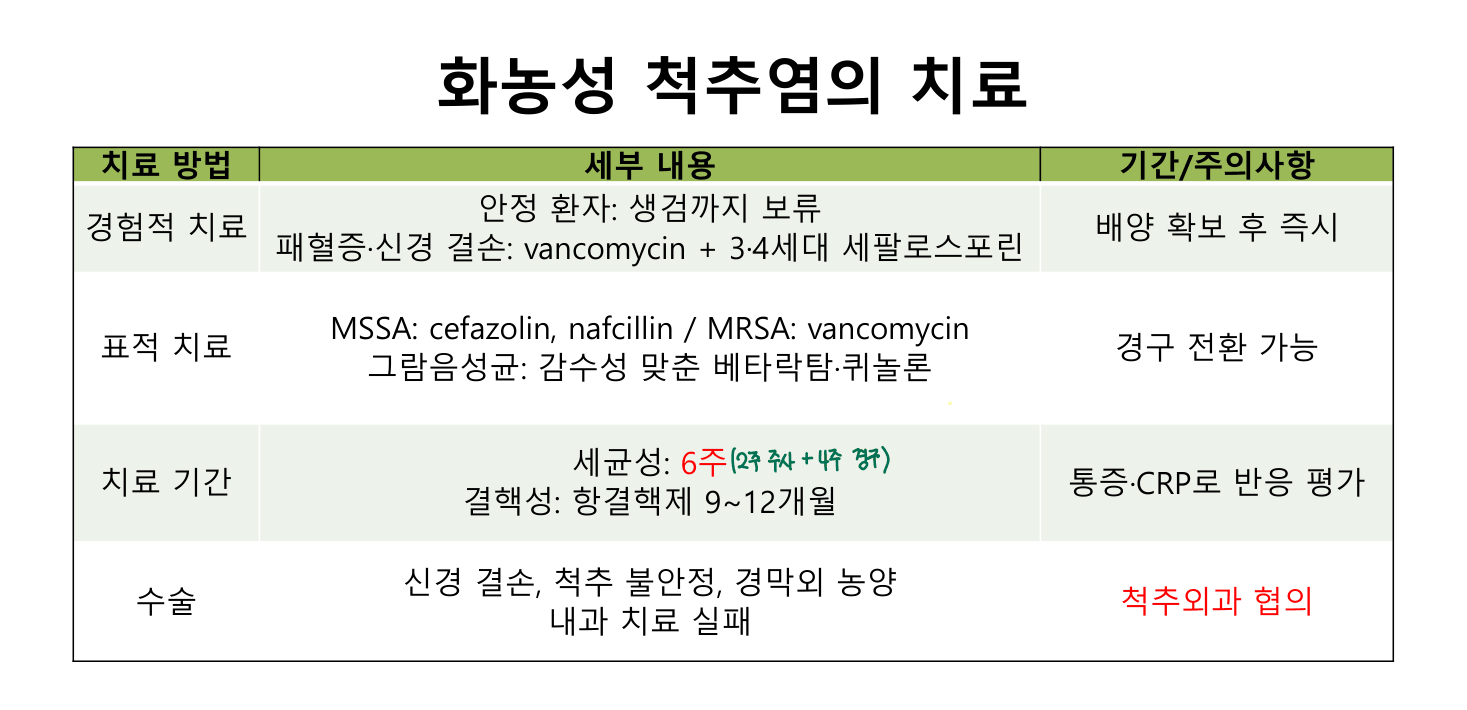 화농성 척추염의 치료
치료 방법
세부 내용
기간/주의사항
경험적 치료
안정 환자: 생검까지 보류
패혈증·신경 결손: vancomycin + 3·4세대 세팔로스포린
배양 확보 후 즉시
표적 치료
MSSA: cefazolin, nafcillin / MRSA: vancomycin
그람음성균: 감수성 맞춘 베타락탐·퀴놀론
경구 전환 가능
치료 기간
세균성: 6주(2주 주사 + 4주 경구)
결핵성: 항결핵제 9~12개월
통증·CRP로 반응 평가
수술
신경 결손, 척추 불안정, 경막외 농양
내과 치료 실패
척추외과 협의